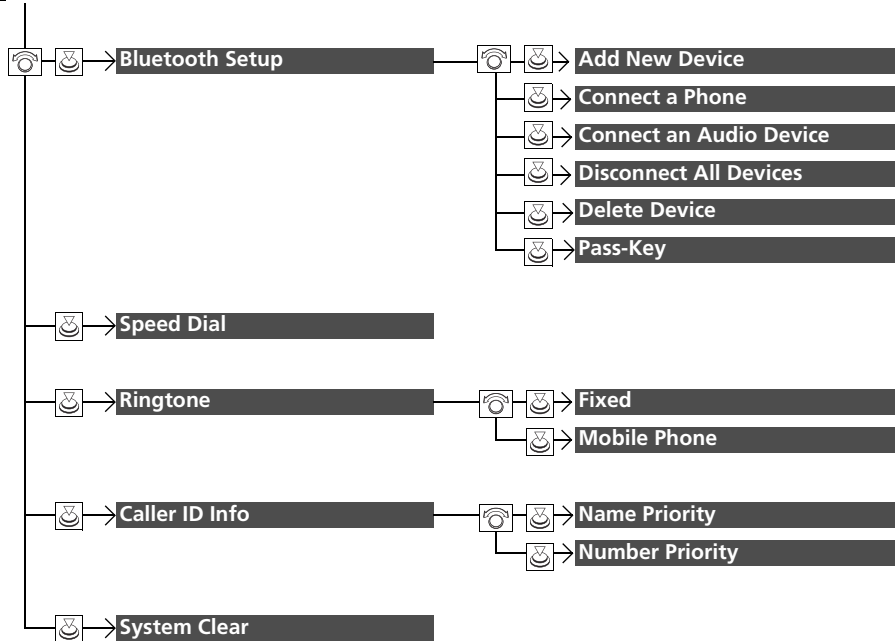 Bluetooth Setup
Add New Device
Connect a Phone
Connect an Audio Device
Disconnect All Devices
Delete Device
Pass-Key
Speed Dial
Ringtone
Fixed
Mobile Phone
Caller ID Info
Name Priority
Number Priority
System Clear